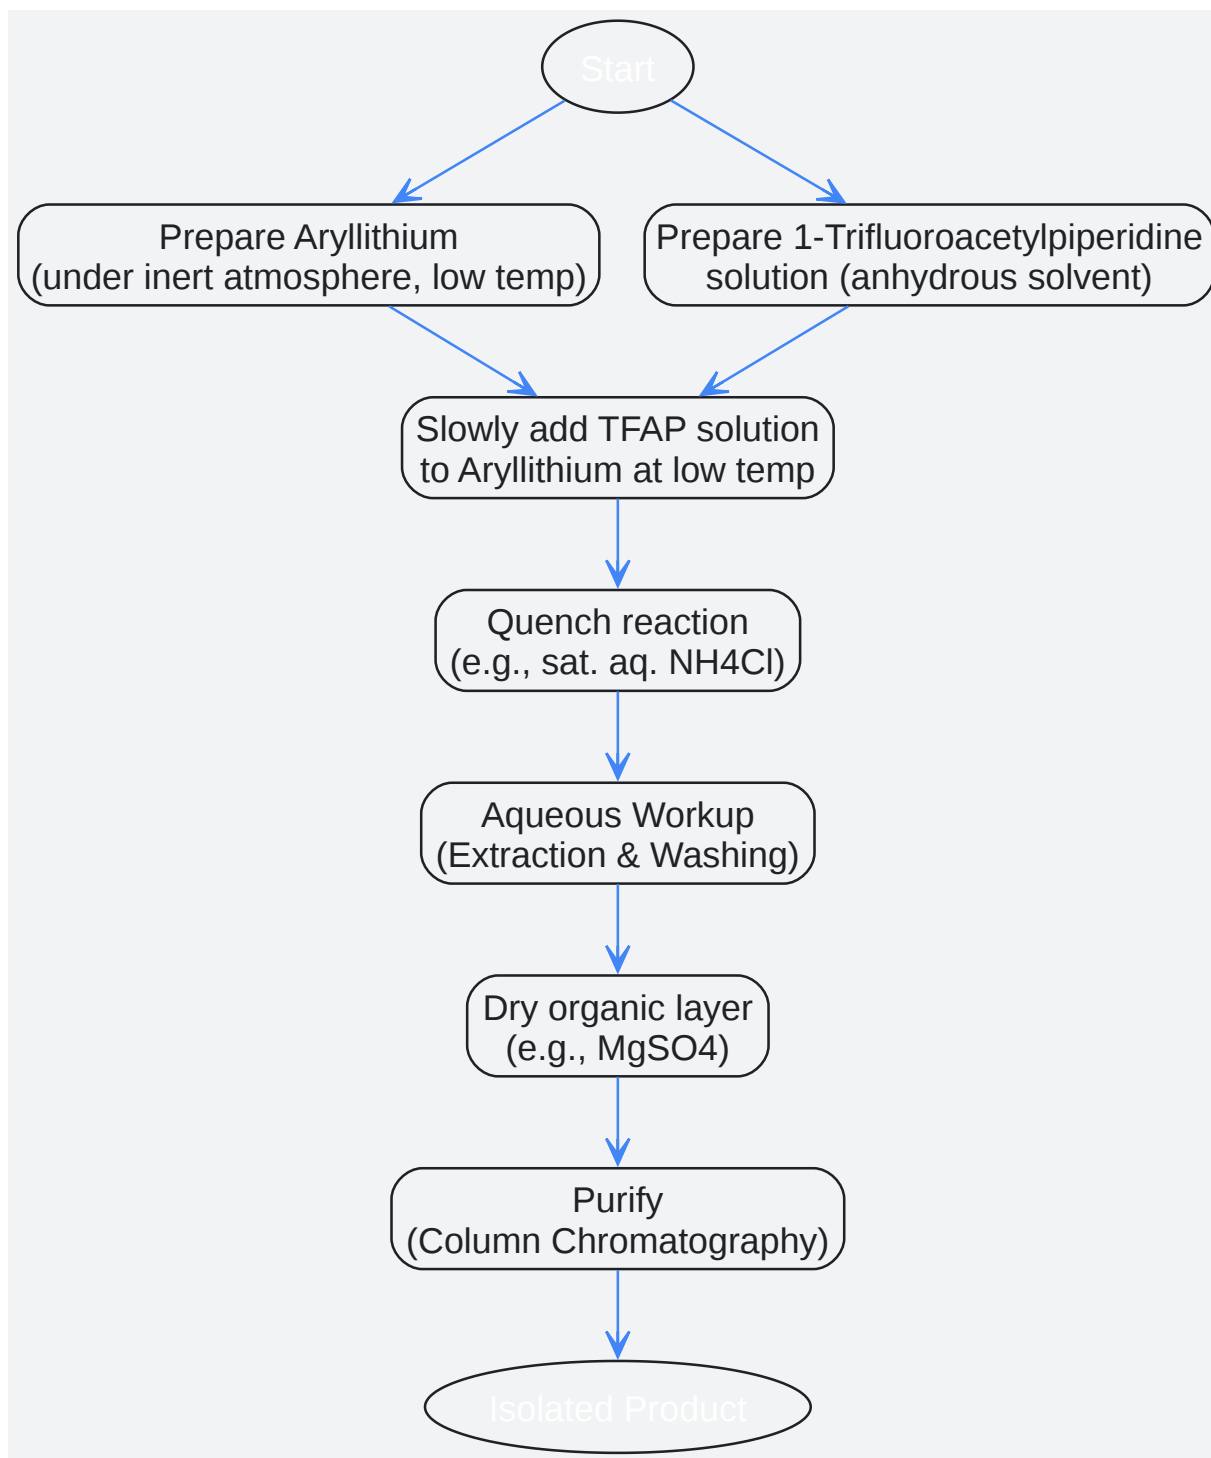 Start
Prepare Aryllithium
(under inert atmosphere, low temp)
Prepare 1-Trifluoroacetylpiperidine
solution (anhydrous solvent)
Slowly add TFAP solution
to Aryllithium at low temp
Quench reaction
(e.g., sat. aq. NH4Cl)
Aqueous Workup
(Extraction & Washing)
Dry organic layer
(e.g., MgSO4)
Purify
(Column Chromatography)
Isolated Product